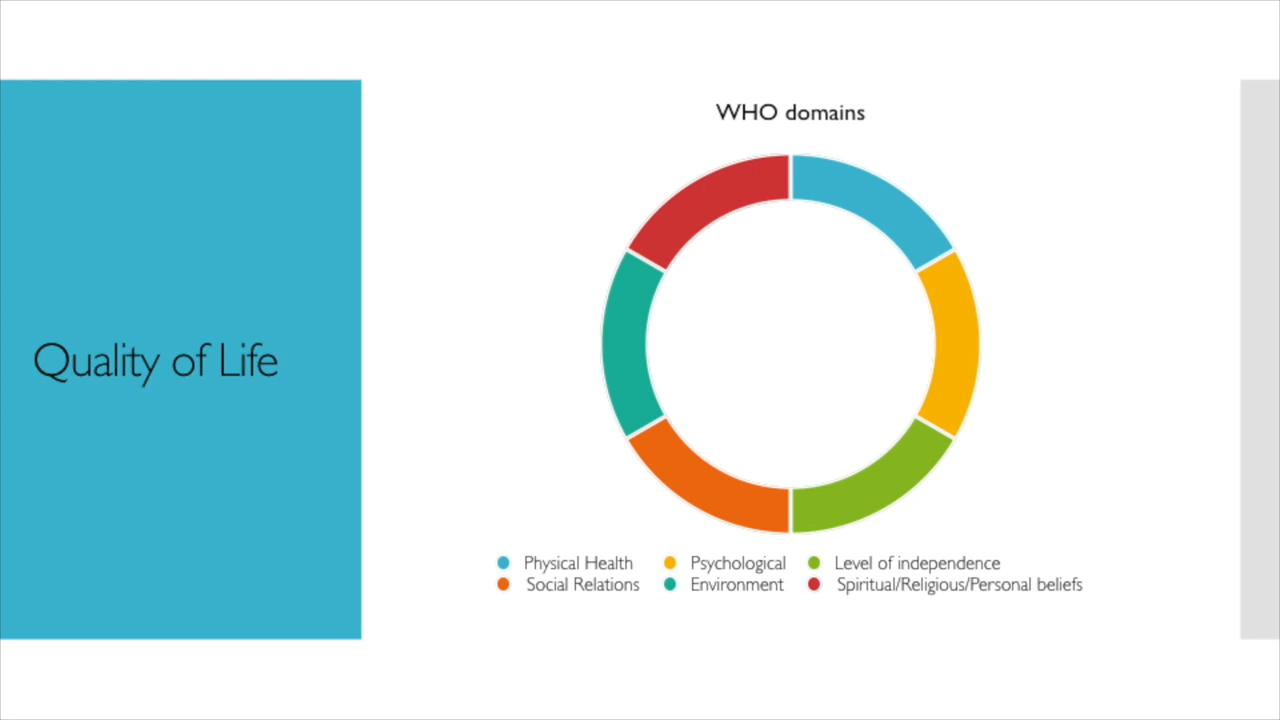 WHO domains
Quality of Life
Physical Health Psychological Level of independence
Social Relations Environment Spiritual/Religious/Personal beliefs